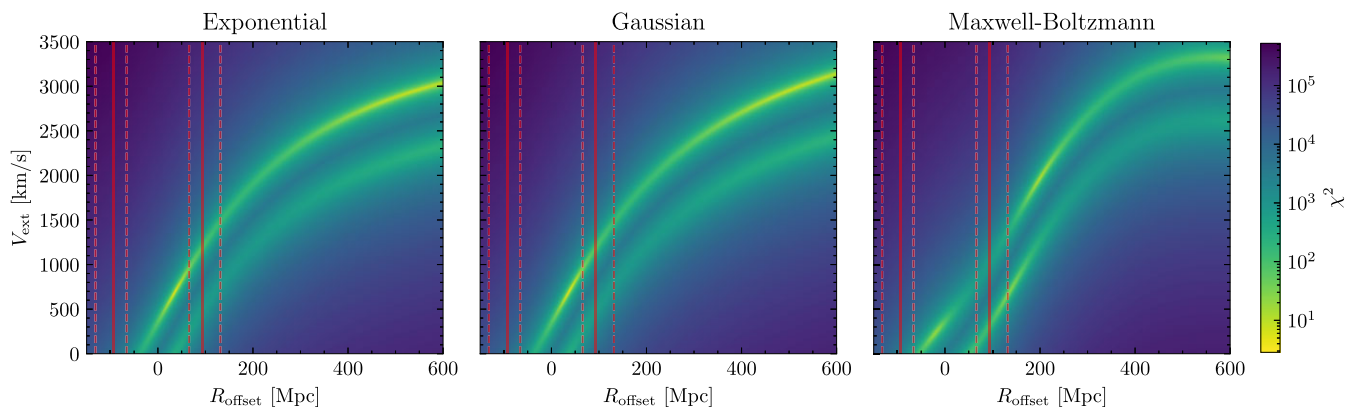 Exponential Gaussian Maxwell-Boltzmann
3500
3000
2500
2000
1500
1000
500
0
V_ext [km/s]
0 200 400 600
0 200 400 600
0 200 400 600
R_offset [Mpc] R_offset [Mpc] R_offset [Mpc]
10^5
10^4
10^3
10^2
10^1
χ^2